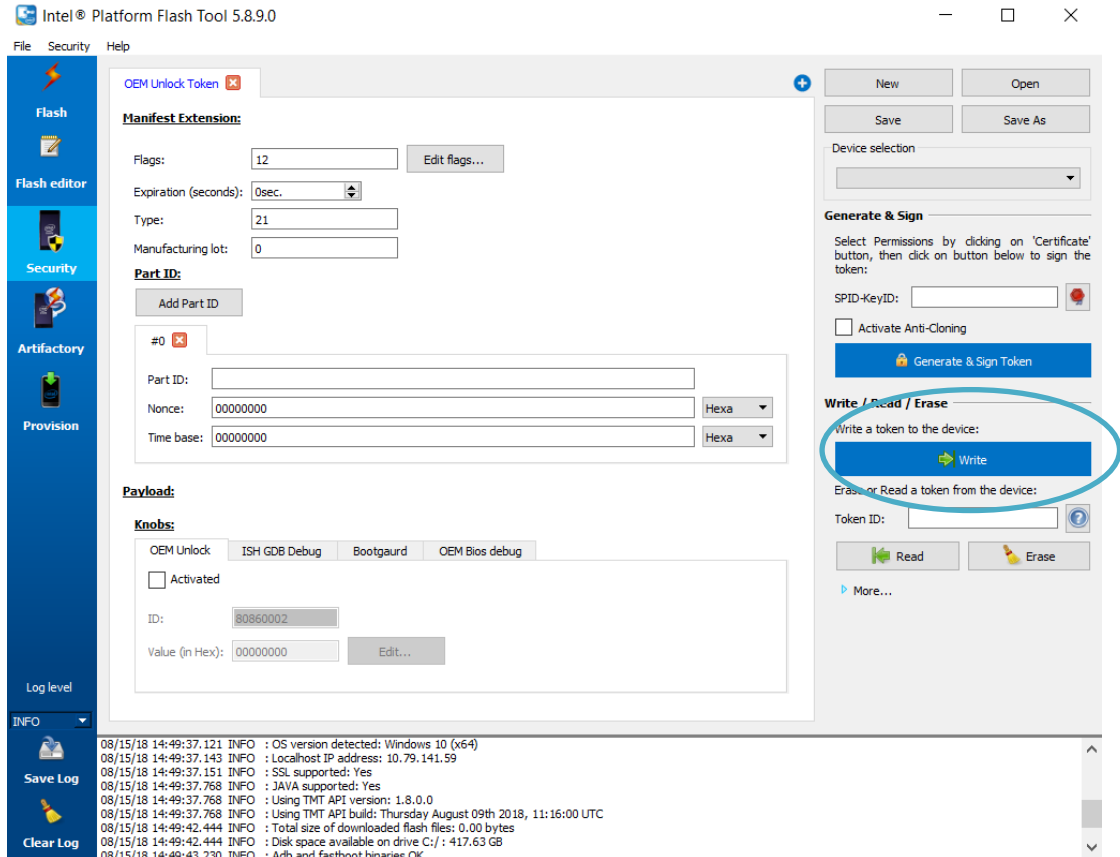 Intel® Platform Flash Tool 5.8.9.0
File Security Help
Flash
Flash editor
Security
Artifactory
Provision
Log level
INFO
Save Log
Clear Log
OEM Unlock Token
Manifest Extension:
Flags: 12 Edit flags...
Expiration (seconds): 0sec.
Type: 21
Manufacturing lot: 0
Part ID:
Add Part ID
#0
Part ID:
Nonce: 00000000 Hexa
Time base: 00000000 Hexa
Payload:
Knobs:
OEM Unlock ISH GDB Debug Bootgaurd OEM Bios debug
Activated
ID: 80860002
Value (in Hex): 00000000 Edit...
New Open
Save Save As
Device selection
Generate & Sign
Select Permissions by clicking on 'Certificate'
button, then click on button below to sign the
token:
SPID-KeyID:
Activate Anti-Cloning
Generate & Sign Token
Write / Read / Erase
Write a token to the device:
Write
Erase or Read a token from the device:
Token ID:
Read Erase
More...
08/15/18 14:49:37.121 INFO : OS version detected: Windows 10 (x64)
08/15/18 14:49:37.143 INFO : Localhost IP address: 10.79.141.59
08/15/18 14:49:37.151 INFO : SSL supported: Yes
08/15/18 14:49:37.768 INFO : JAVA supported: Yes
08/15/18 14:49:37.768 INFO : Using TMT API version: 1.8.0.0
08/15/18 14:49:37.768 INFO : Using TMT API build: Thursday August 09th 2018, 11:16:00 UTC
08/15/18 14:49:42.444 INFO : Total size of downloaded flash files: 0.00 bytes
08/15/18 14:49:42.444 INFO : Disk space available on drive C:/ : 417.63 GB
08/15/18 14:49:43.230 INFO : Adb and fastboot binaries OK